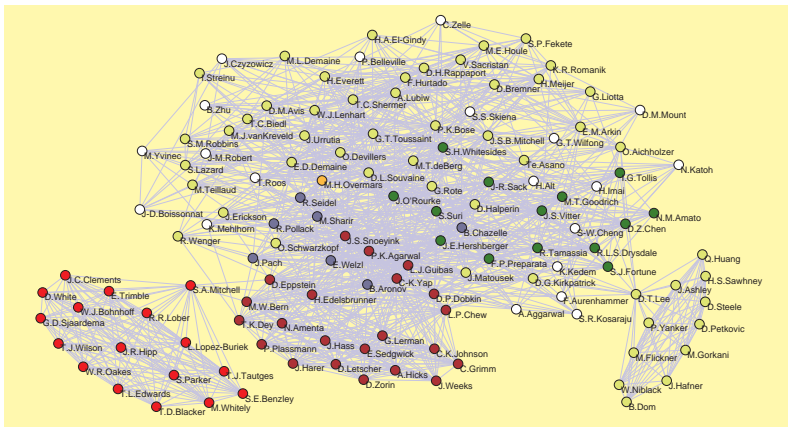 C.Zelle
H.A.El-Gindy
M.E.Houle
S.P.Fekete
J.Czyzowicz
M.L.Demaine
P.Belleville
V.Sacristan
I.Streinu
H.Everett
D.H.Rappaport
F.Hurtado
K.R.Romanik
H.Meijer
D.Bremner
G.Liotta
B.Zhu
D.M.Avis
W.J.Lenhart
T.C.Shermer
A.Lubiw
S.S.Skiena
D.M.Mount
T.C.Biedl
M.J.vanKreveld
J.Urrutia
G.T.Toussaint
P.K.Bose
J.S.B.Mitchell
E.M.Arkin
G.T.Wilfong
S.M.Robbins
M.Yvinec
J-M.Robert
O.Devillers
S.H.Whitesides
O.Aichholzer
S.Lazard
E.D.Demaine
M.T.deBerg
Te.Asano
N.Katoh
D.L.Souvaine
T.G.Tollis
M.Teillaud
T.Roos
M.H.Overmars
G.Rote
J-R.Sack
H.Alt
H.Imai
R.Seidel
J.O'Rourke
M.T.Goodrich
J-D.Boissonnat
J.Erickson
M.Sharir
S.Suri
D.Halperin
J.S.Vitter
N.M.Amato
K.Mehlhorn
R.Pollack
B.Chazelle
S-W.Cheng
D.Z.Chen
R.Wenger
O.Schwarzkopf
J.S.Snoeyink
J.E.Hershberger
R.Tamassia
R.L.S.Drysdale
P.K.Agarwal
J.Pach
E.Welzl
L.J.Guibas
F.P.Preparata
K.Kedem
S.J.Fortune
Q.Huang
J.C.Clements
D.Eppstein
C-K.Yap
J.Matousek
D.G.Kirkpatrick
H.S.Sawhney
S.A.Mitchell
B.Aronov
J.Ashley
D.White
E.Trimble
H.Edelsbrunner
D.P.Dobkin
F.Aurenhammer
D.T.Lee
D.Steele
W.J.Bohnhoff
M.W.Bern
L.P.Chew
A.Aggarwal
S.R.Kosaraju
G.D.Sjaardema
R.R.Lober
T.K.Dey
N.Amenta
P.Yanker
D.Petkovic
T.J.Wilson
J.R.Hipp
L.Lopez-Buriek
P.Plassmann
J.Hass
G.Lerman
E.Sedgwick
C.K.Johnson
M.Flickner
M.Gorkani
W.R.Oakes
S.Parker
T.J.Tautges
J.Harer
D.Letscher
A.Hicks
C.Grimm
D.Zorin
J.Weeks
J.Hafner
T.L.Edwards
S.E.Benzley
W.Niblack
T.D.Blacker
M.Whitely
B.Dom